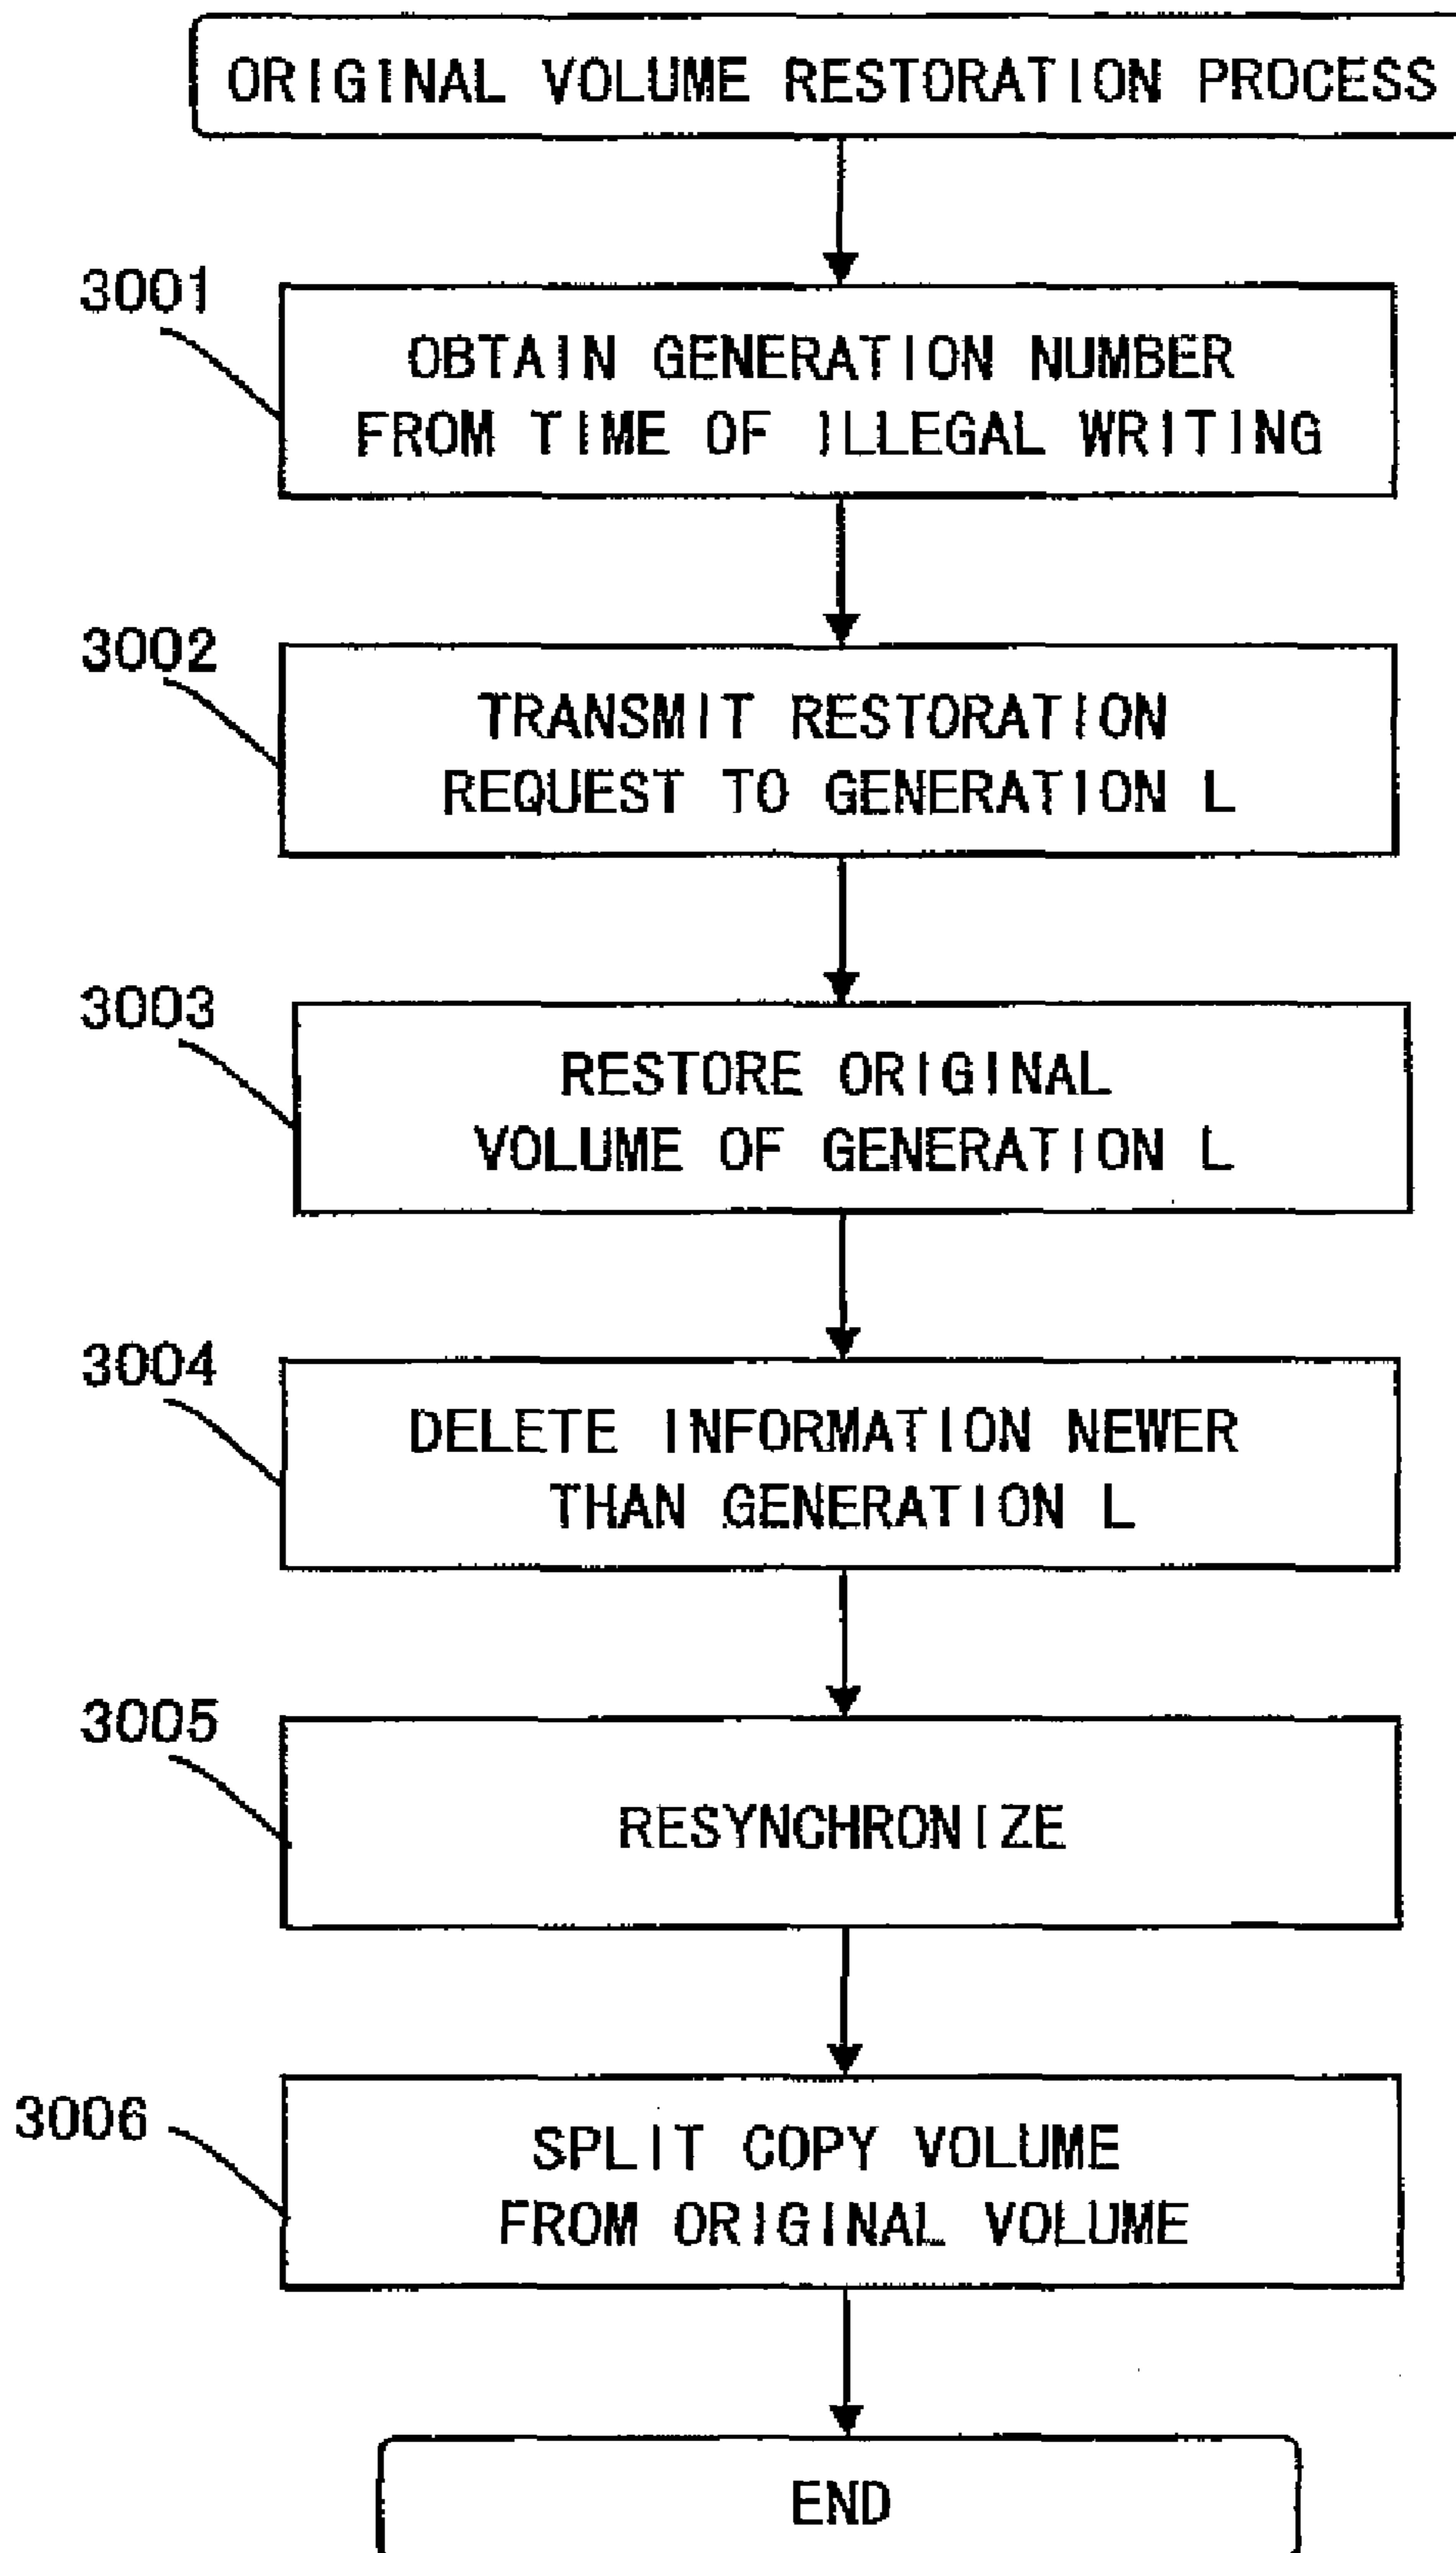 ORIGINAL VOLUME RESTORATION PROCESS
3001
OBTAIN GENERATION NUMBER
FROM TIME OF ILLEGAL WRITING
3002
TRANSMIT RESTORATION
REQUEST TO GENERATION L
3003
RESTORE ORIGINAL
VOLUME OF GENERATION L
3004
DELETE INFORMATION NEWER
THAN GENERATION L
3005
RESYNCHRONIZE
3006
SPLIT COPY VOLUME
FROM ORIGINAL VOLUME
END